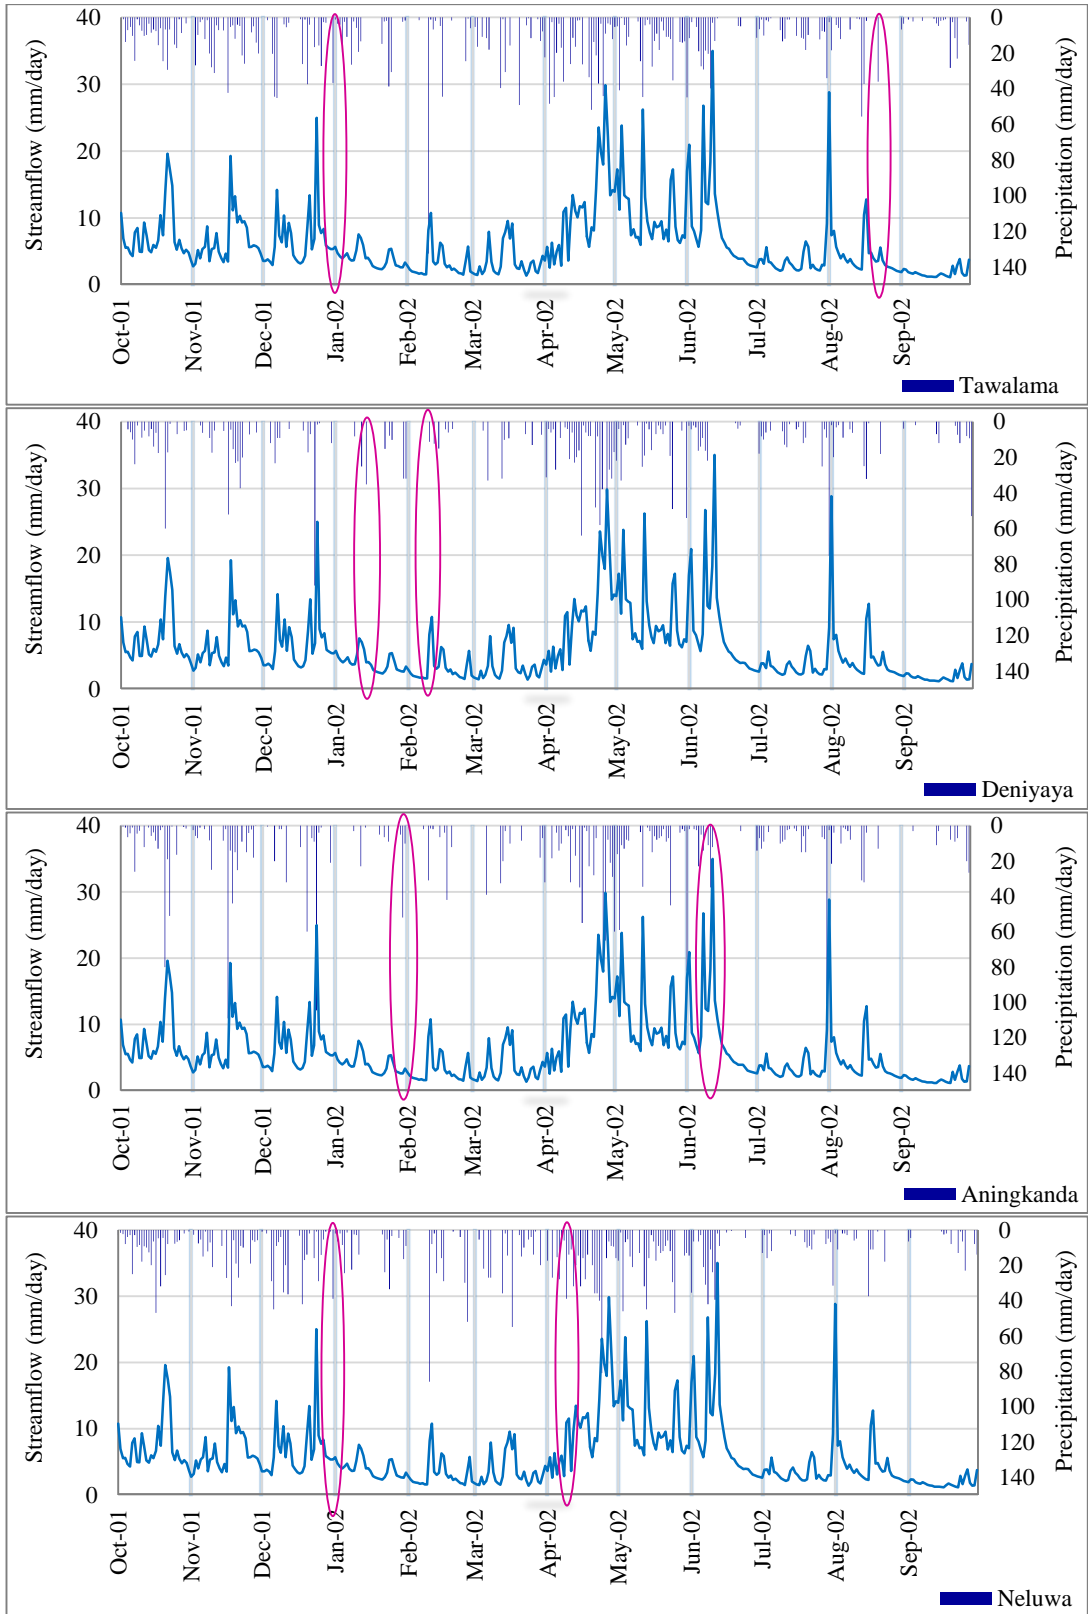 Streamflow (mm/day)
40
30
20
10
0
0
20
40
60
80
100
120
140
Precipitation (mm/day)
Oct-01
Nov-01
Dec-01
Jan-02
Feb-02
Mar-02
Apr-02
May-02
Jun-02
Jul-02
Aug-02
Sep-02
Tawalama
Streamflow (mm/day)
40
30
20
10
0
0
20
40
60
80
100
120
140
Precipitation (mm/day)
Oct-01
Nov-01
Dec-01
Jan-02
Feb-02
Mar-02
Apr-02
May-02
Jun-02
Jul-02
Aug-02
Sep-02
Deniyaya
Streamflow (mm/day)
40
30
20
10
0
0
20
40
60
80
100
120
140
Precipitation (mm/day)
Oct-01
Nov-01
Dec-01
Jan-02
Feb-02
Mar-02
Apr-02
May-02
Jun-02
Jul-02
Aug-02
Sep-02
Aningkanda
Streamflow (mm/day)
40
30
20
10
0
0
20
40
60
80
100
120
140
Precipitation (mm/day)
Oct-01
Nov-01
Dec-01
Jan-02
Feb-02
Mar-02
Apr-02
May-02
Jun-02
Jul-02
Aug-02
Sep-02
Neluwa